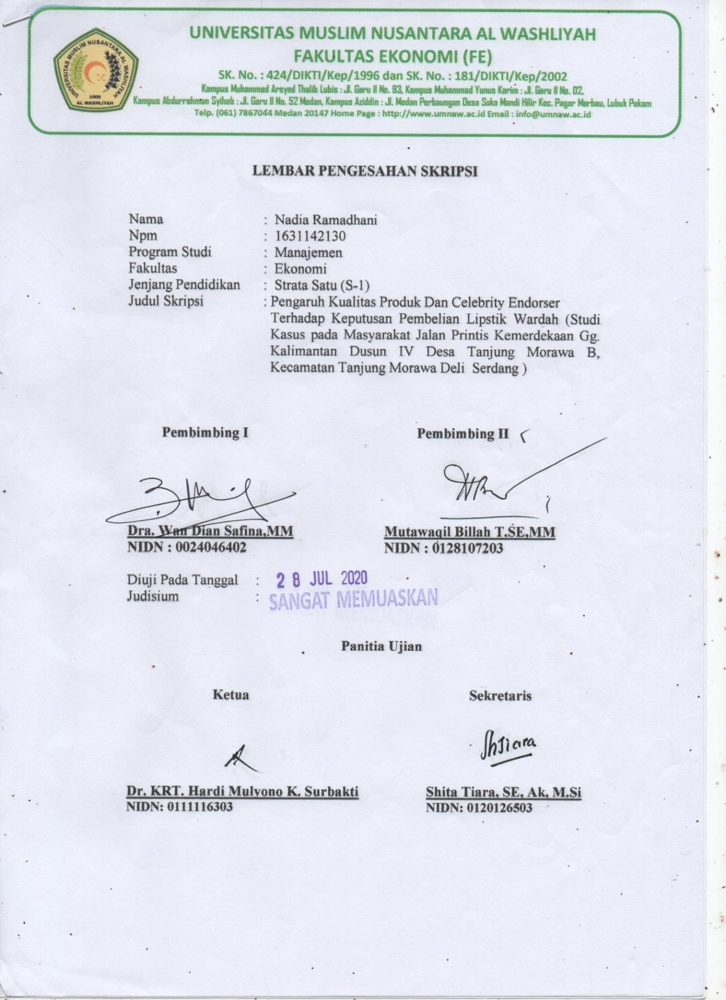 UNIVERSITAS MUSLIM NUSANTARA AL WASHLIYAH
UMN
AL WASHLIYAH
UNIVERSITAS MUSLIM NUSANTARA AL WASHLIYAH
FAKULTAS EKONOMI (FE)
SK. No. : 424/DIKTI/Kep/1996 dan SK. No. : 181/DIKTI/Kep/2002
Kampus Muhammad Arsyad Thalib Lubis : Jl. Garu II No. 93, Kampus Muhammad Yunus Karim : Jl. Garu II No. 02,
Kampus Abdurrahman Syihab : Jl. Garu II No. 52 Medan, Kampus Aziddin : Jl. Medan Perbaungan Desa Suka Mandi Hilir Kec. Pagar Merbau, Lubuk Pakam
Telp. (061) 7867044 Medan 20147 Home Page : http://www.umnaw.ac.id Email : info@umnaw.ac.id
LEMBAR PENGESAHAN SKRIPSI
Nama : Nadia Ramadhani
Npm : 1631142130
Program Studi : Manajemen
Fakultas : Ekonomi
Jenjang Pendidikan : Strata Satu (S-1)
Judul Skripsi : Pengaruh Kualitas Produk Dan Celebrity Endorser
Terhadap Keputusan Pembelian Lipstik Wardah (Studi
Kasus pada Masyarakat Jalan Printis Kemerdekaan Gg.
Kalimantan Dusun IV Desa Tanjung Morawa B,
Kecamatan Tanjung Morawa Deli Serdang )
Pembimbing I Pembimbing II
Dra. Wan Dian Safina,MM Mutawaqil Billah T.SE,MM
NIDN : 0024046402 NIDN : 0128107203
Diuji Pada Tanggal : 28 JUL 2020
Judisium : SANGAT MEMUASKAN
Panitia Ujian
Ketua Sekretaris
ShTiara
Dr. KRT. Hardi Mulyono K. Surbakti Shita Tiara, SE, Ak, M.Si
NIDN: 0111116303 NIDN: 0120126503